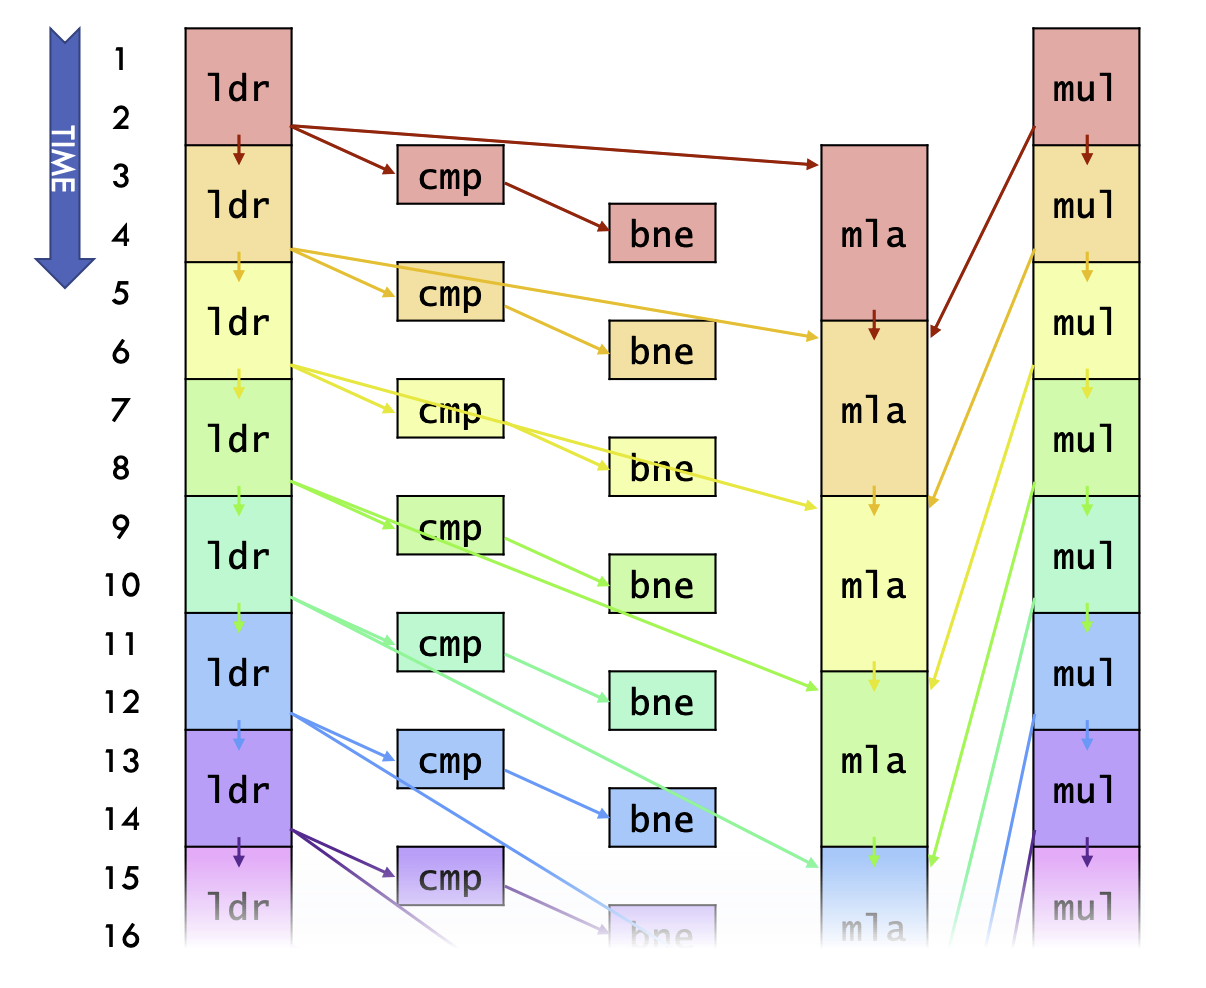 1
ldr mul
2
TIME
3 cmp
ldr mul
4 bne mla
5 cmp
ldr mul
6 bne
7 cmp mla
ldr mul
8 bne
9 cmp
ldr mul
10 bne mla
11 cmp
ldr mul
12 bne
13 cmp mla
ldr mul
14 bne
15 cmp
ldr mul
16 bne mla